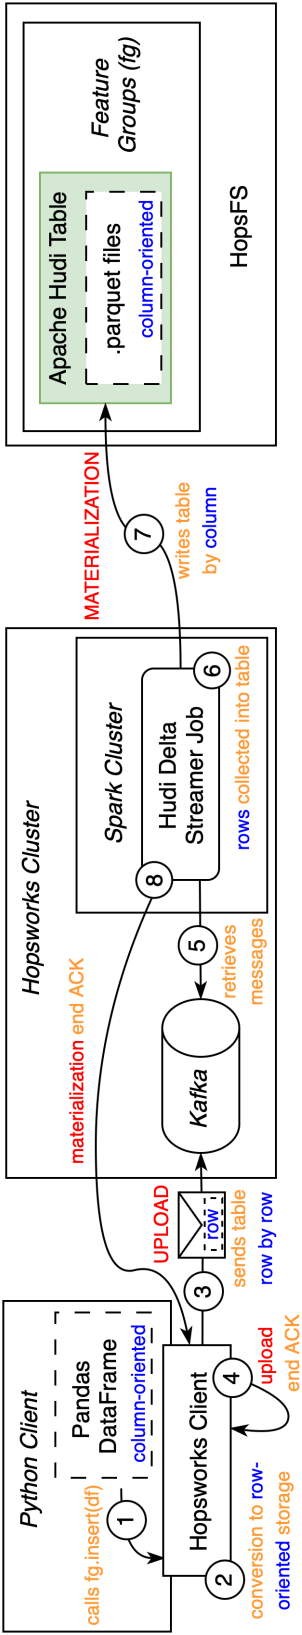 Python Client
Pandas
DataFrame
column-oriented
calls fg.insert(df)
1
Hopsworks Client
2
conversion to row-
oriented storage
3
UPLOAD
row
sends table
row by row
4
upload
end ACK
Hopsworks Cluster
Kafka
5
retrieves
messages
Spark Cluster
Hudi Delta
Streamer Job
6
rows collected into table
8
materialization end ACK
MATERIALIZATION
7
writes table
by column
Feature
Groups (fg)
Apache Hudi Table
.parquet files
column-oriented
HopsFS